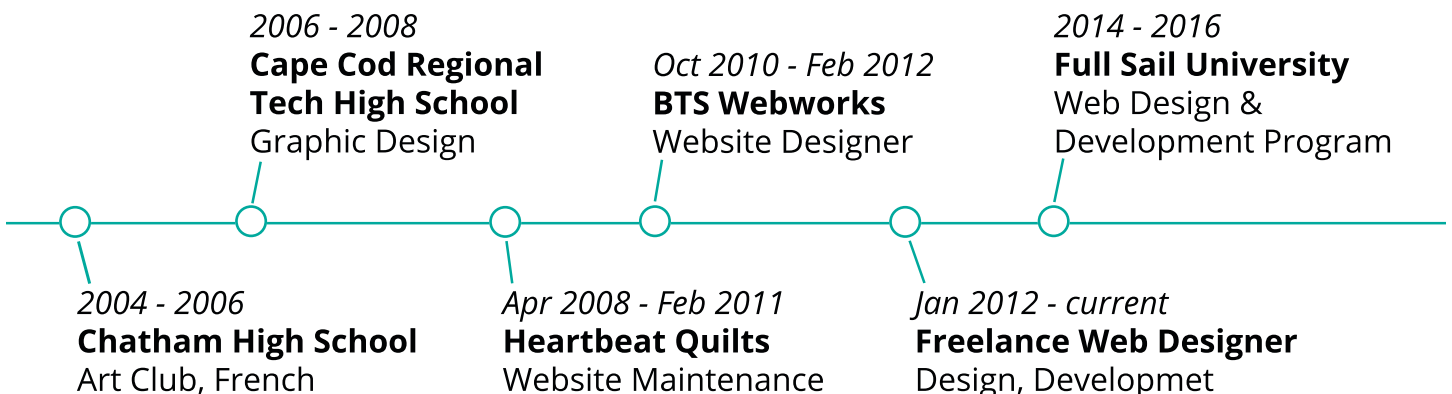 2006 - 2008
Cape Cod Regional
Tech High School
Graphic Design
Oct 2010 - Feb 2012
BTS Webworks
Website Designer
2014 - 2016
Full Sail University
Web Design &
Development Program
2004 - 2006
Chatham High School
Art Club, French
Apr 2008 - Feb 2011
Heartbeat Quilts
Website Maintenance
Jan 2012 - current
Freelance Web Designer
Design, Developmet